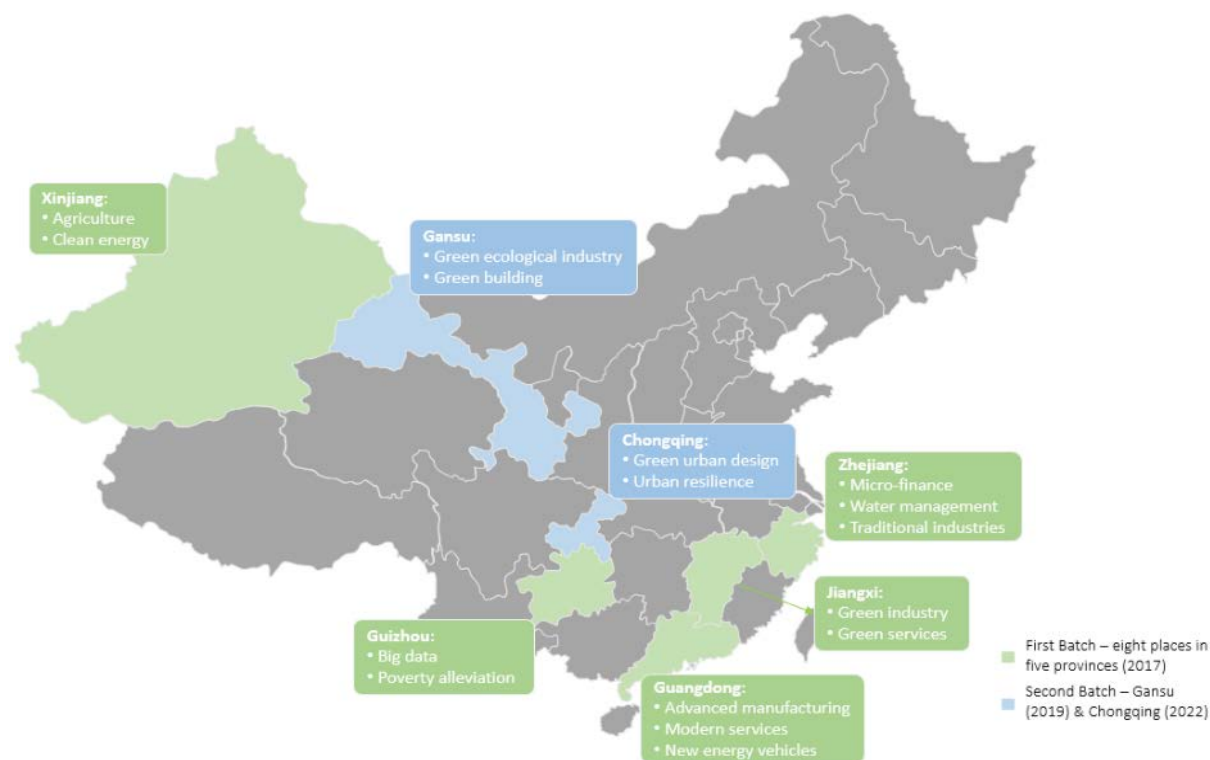 Xinjiang:
• Agriculture
• Clean energy
Gansu:
• Green ecological industry
• Green building
Chongqing:
• Green urban design
• Urban resilience
Zhejiang:
• Micro-finance
• Water management
• Traditional industries
Jiangxi:
• Green industry
• Green services
Guizhou:
• Big data
• Poverty alleviation
Guangdong:
• Advanced manufacturing
• Modern services
• New energy vehicles
First Batch – eight places in
five provinces (2017)
Second Batch – Gansu
(2019) & Chongqing (2022)